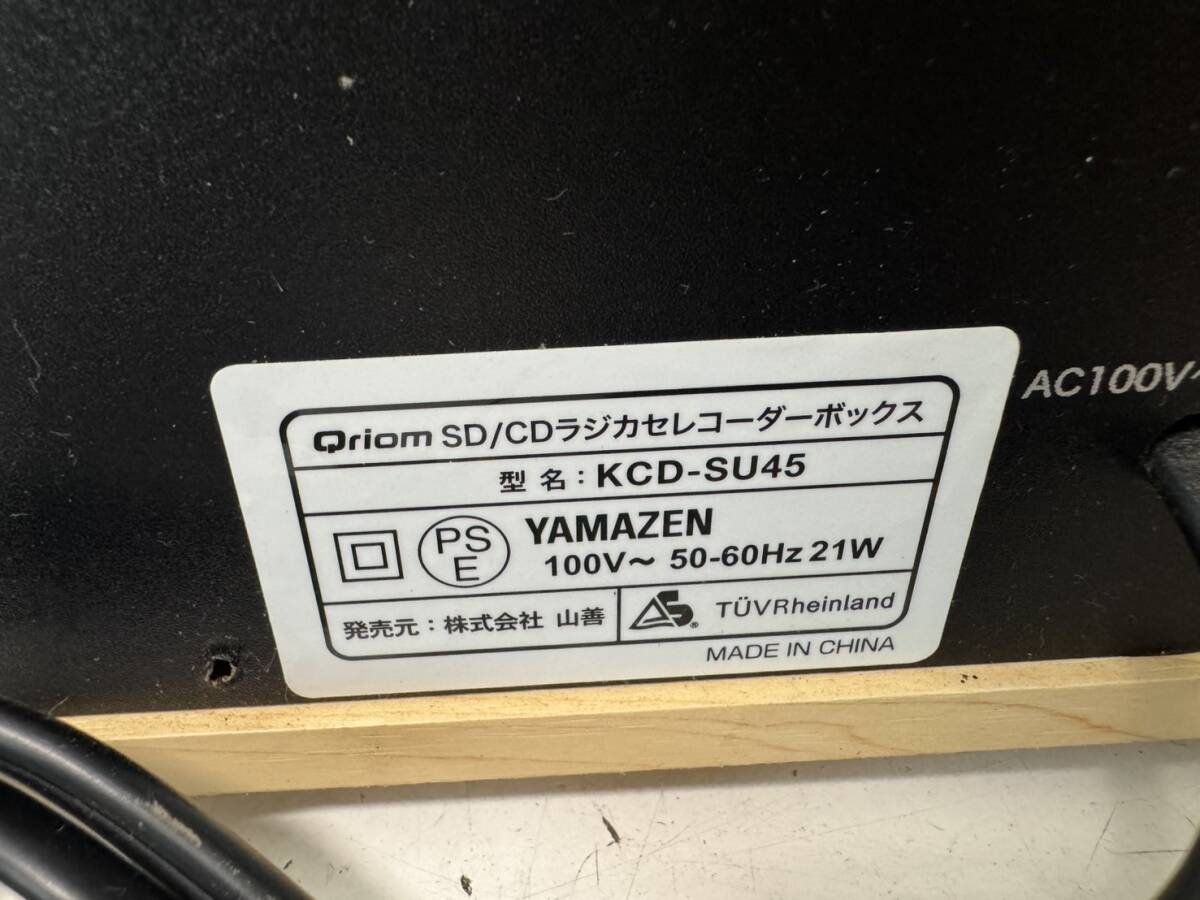 Qriom SD/CDラジカセレコーダーボックス
型名：KCD-SU45
PS
E
YAMAZEN
100V～ 50-60Hz 21W
発売元：株式会社 山善
TÜVRheinland
MADE IN CHINA
AC100V～